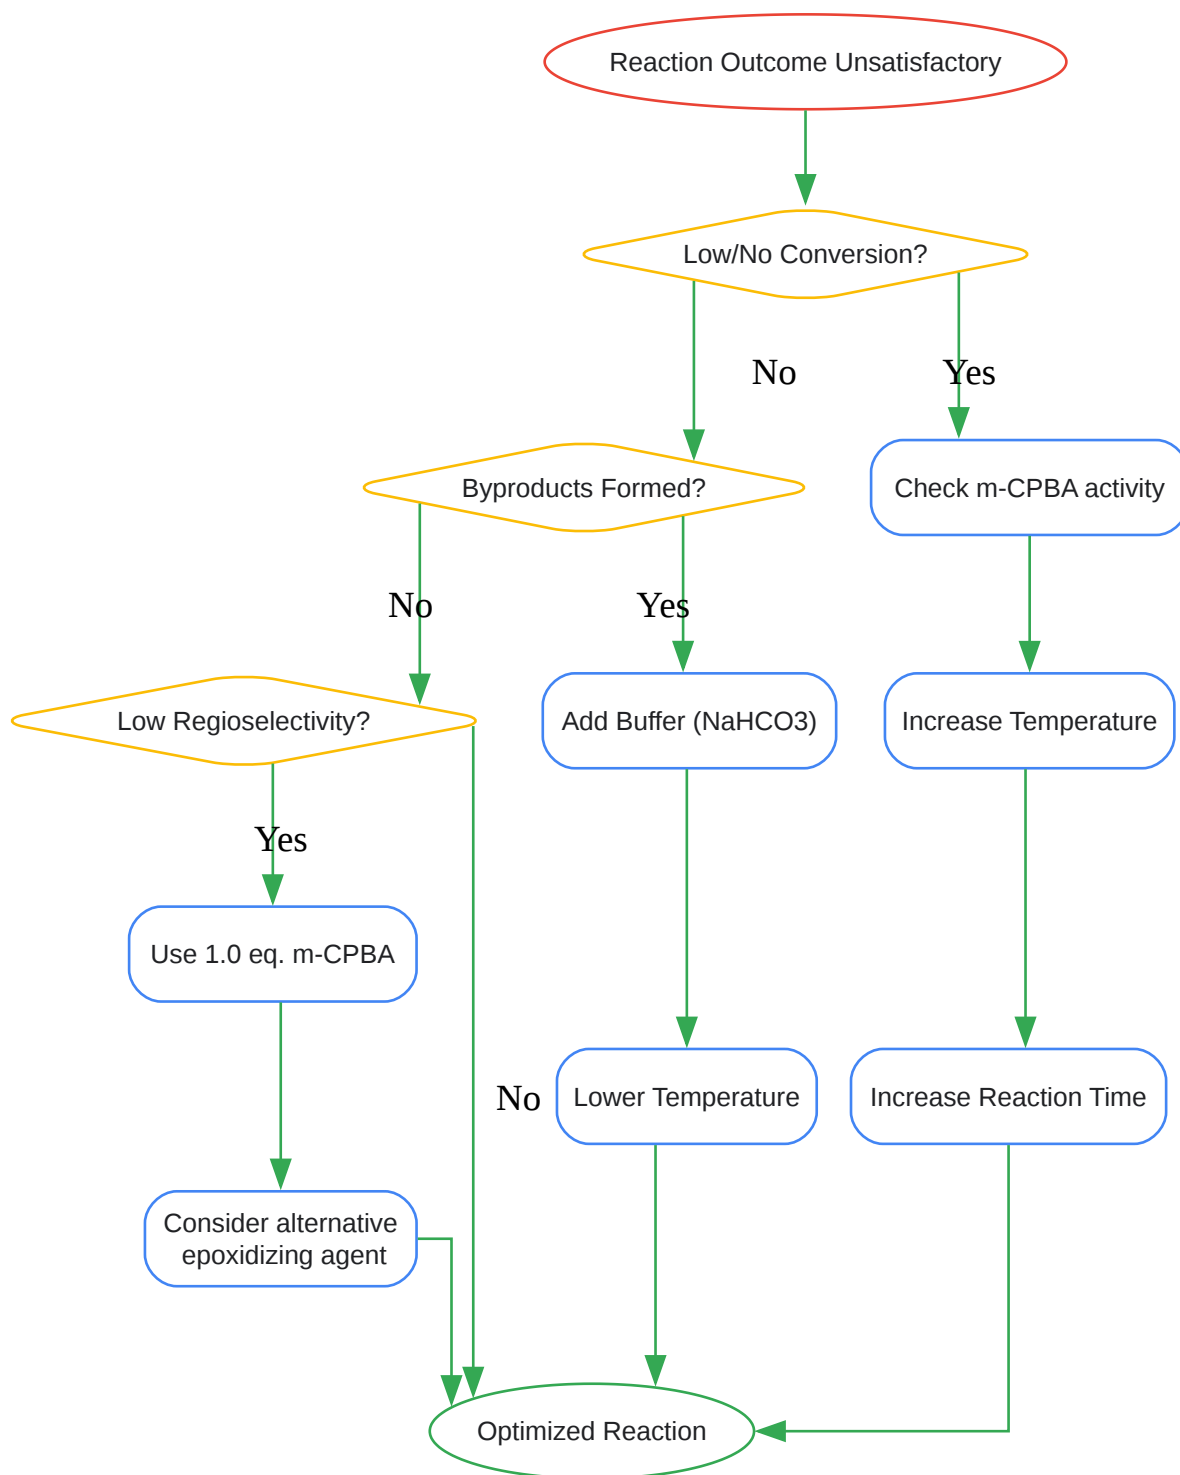 Reaction Outcome Unsatisfactory
Low/No Conversion?
No
Yes
Byproducts Formed?
Check m-CPBA activity
No
Yes
Low Regioselectivity?
Add Buffer (NaHCO3)
Increase Temperature
Yes
Use 1.0 eq. m-CPBA
No
Lower Temperature
Increase Reaction Time
Consider alternative
epoxidizing agent
Optimized Reaction